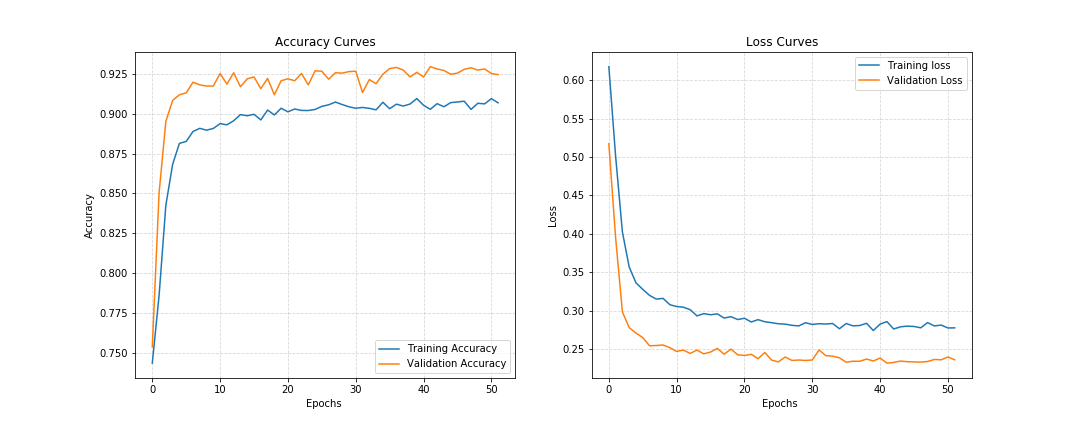 Accuracy Curves
Accuracy
0.925
0.900
0.875
0.850
0.825
0.800
0.775
0.750
0
10
20
30
40
50
Epochs
Training Accuracy
Validation Accuracy
Loss Curves
Loss
0.60
0.55
0.50
0.45
0.40
0.35
0.30
0.25
0
10
20
30
40
50
Epochs
Training loss
Validation Loss